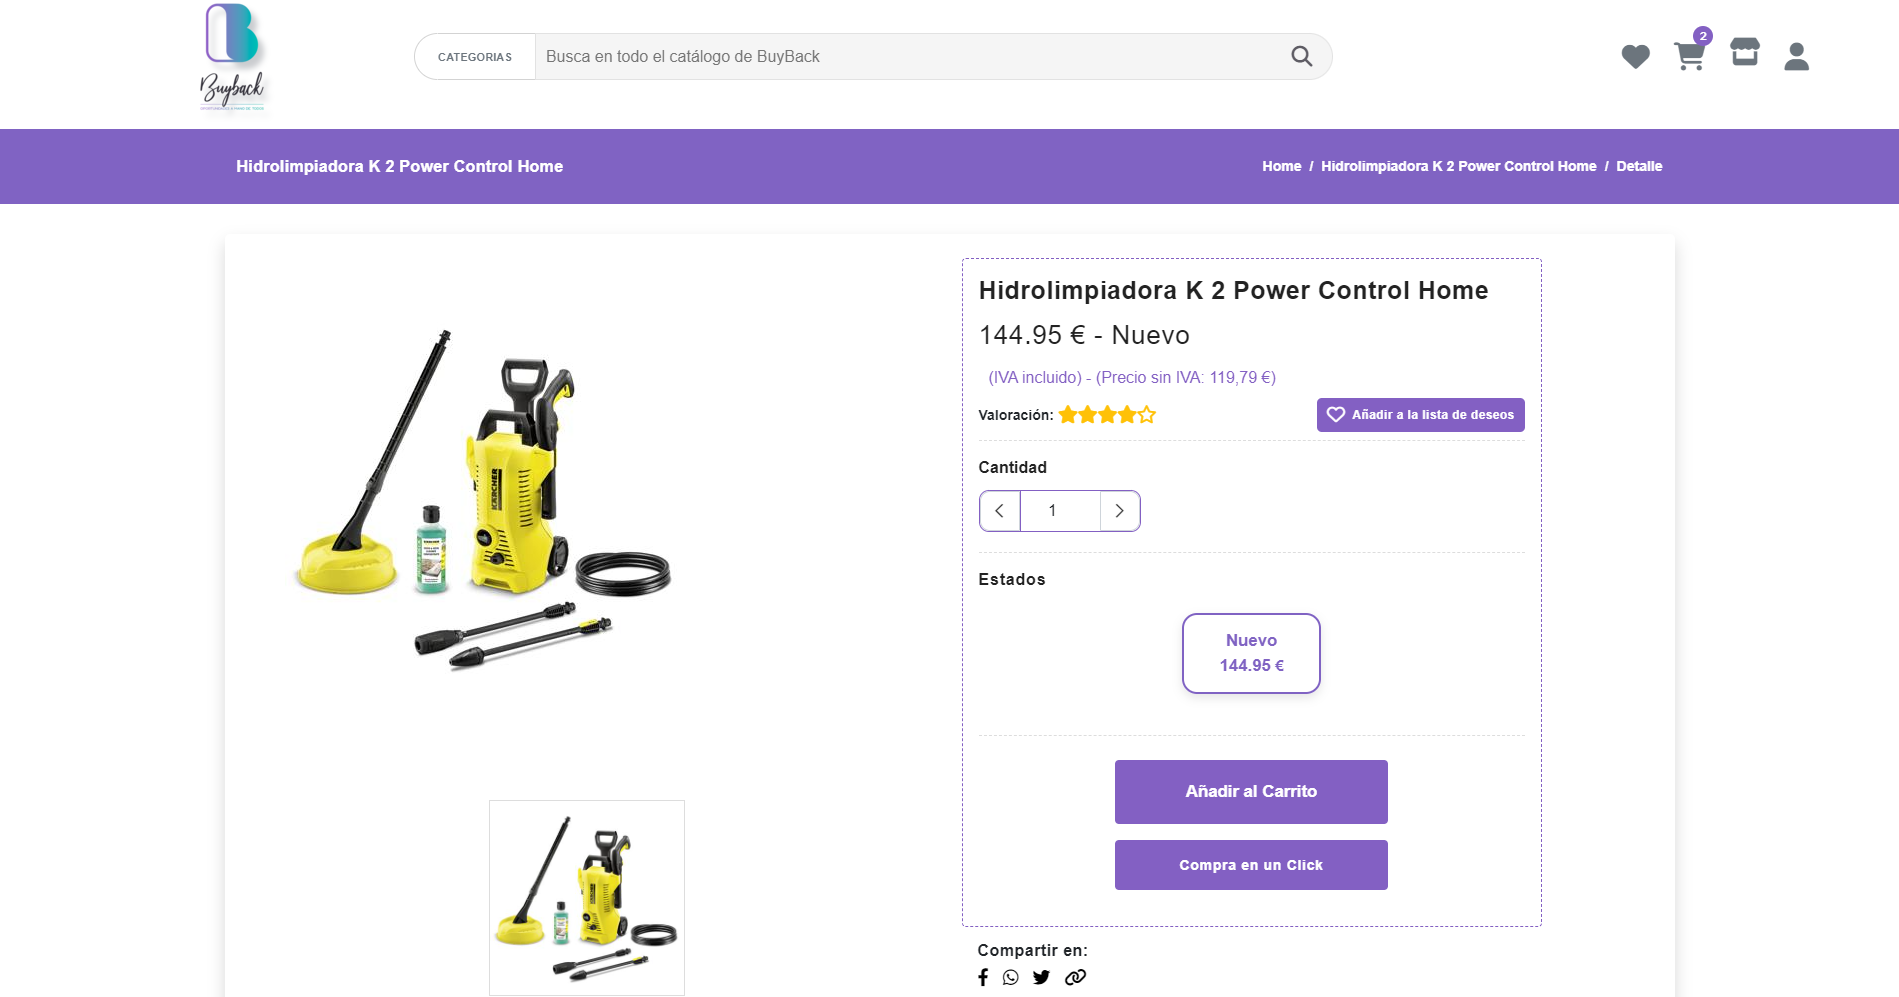 Buyback
CATEGORIAS
Busca en todo el catálogo de BuyBack
2
Hidrolimpiadora K 2 Power Control Home
Home / Hidrolimpiadora K 2 Power Control Home / Detalle
Hidrolimpiadora K 2 Power Control Home
144.95 € - Nuevo
(IVA incluido) - (Precio sin IVA: 119,79 €)
Valoración:
Añadir a la lista de deseos
Cantidad
1
Estados
Nuevo
144.95 €
Añadir al Carrito
Compra en un Click
Compartir en:
KÄRCHER
KÄRCHER